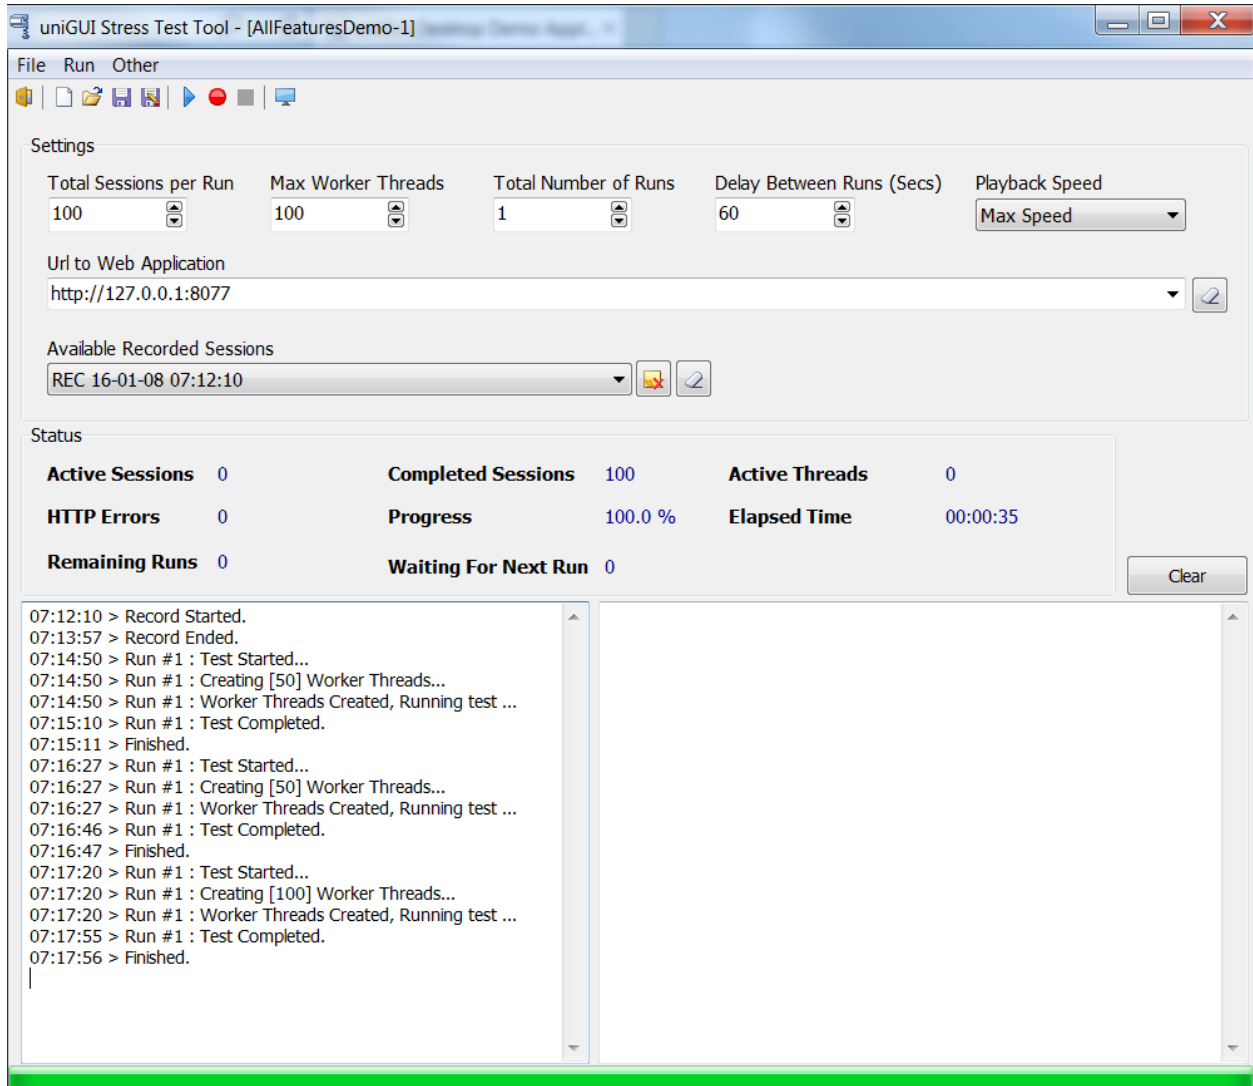 uniGUI Stress Test Tool - [AllFeaturesDemo-1]
File Run Other
Settings
Total Sessions per Run Max Worker Threads Total Number of Runs Delay Between Runs (Secs) Playback Speed
100 100 1 60 Max Speed
Url to Web Application
http://127.0.0.1:8077
Available Recorded Sessions
REC 16-01-08 07:12:10
Status
Active Sessions 0 Completed Sessions 100 Active Threads 0
HTTP Errors 0 Progress 100.0 % Elapsed Time 00:00:35
Remaining Runs 0 Waiting For Next Run 0
Clear
07:12:10 > Record Started.
07:13:57 > Record Ended.
07:14:50 > Run #1 : Test Started...
07:14:50 > Run #1 : Creating [50] Worker Threads...
07:14:50 > Run #1 : Worker Threads Created, Running test ...
07:15:10 > Run #1 : Test Completed.
07:15:11 > Finished.
07:16:27 > Run #1 : Test Started...
07:16:27 > Run #1 : Creating [50] Worker Threads...
07:16:27 > Run #1 : Worker Threads Created, Running test ...
07:16:46 > Run #1 : Test Completed.
07:16:47 > Finished.
07:17:20 > Run #1 : Test Started...
07:17:20 > Run #1 : Creating [100] Worker Threads...
07:17:20 > Run #1 : Worker Threads Created, Running test ...
07:17:55 > Run #1 : Test Completed.
07:17:56 > Finished.